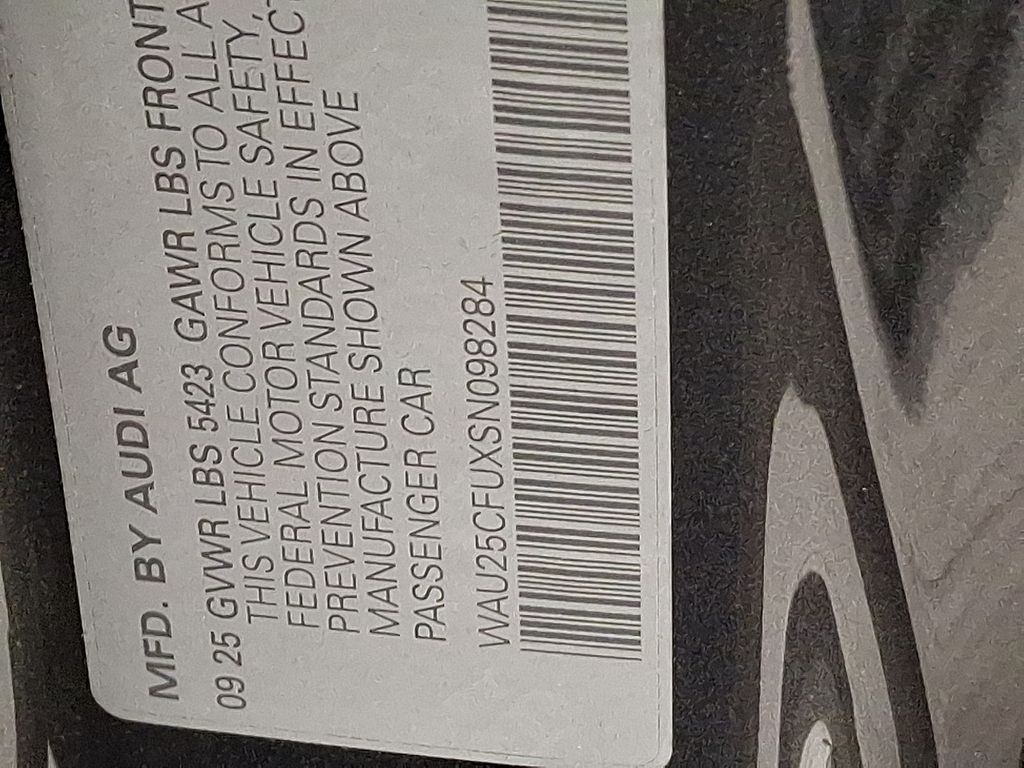 MFD. BY AUDI AG
09 25 GVWR LBS 5423 GAWR LBS FRONT
THIS VEHICLE CONFORMS TO ALL A
FEDERAL MOTOR VEHICLE SAFETY,
PREVENTION STANDARDS IN EFFECT
MANUFACTURE SHOWN ABOVE
PASSENGER CAR
WAU25CFUXSN098284